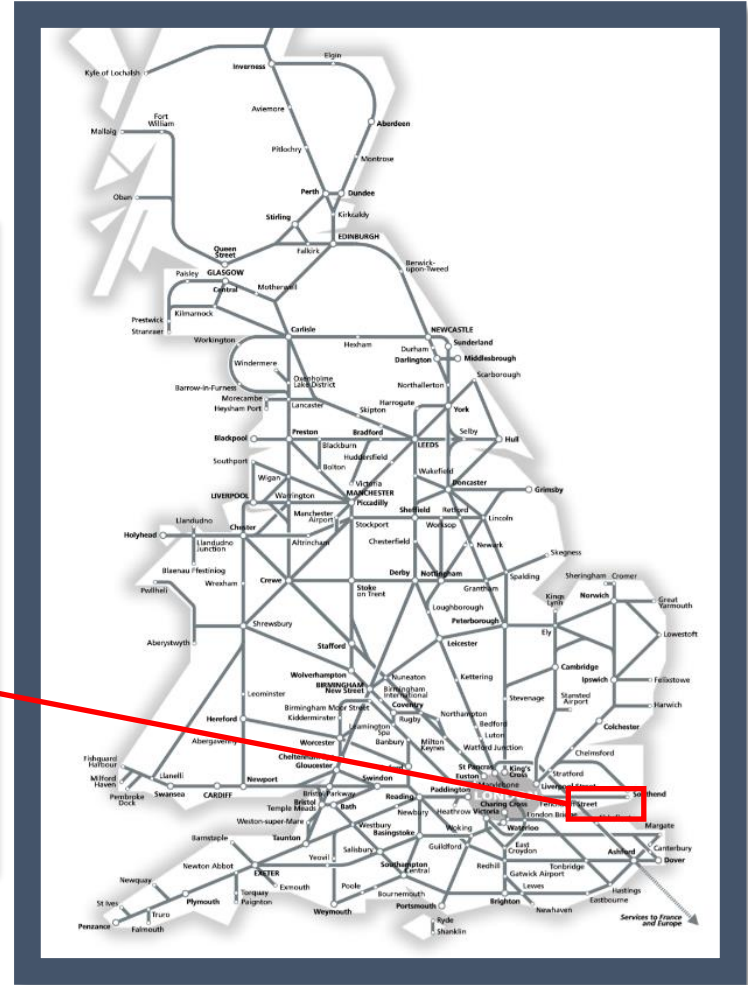 Elgin
Inverness
Kyle of Lochalsh
Aviemore
Fort
William
Aberdeen
Mallaig
Pitlochry
Montrose
Perth
Dundee
Oban
Stirling
Kirkcaldy
EDINBURGH
Queen
Street
Falkirk
Berwick-
upon-Tweed
Paisley
GLASGOW
Central
Motherwell
Prestwick
Kilmarnock
Stranraer
Carlisle
NEWCASTLE
Workington
Hexham
Sunderland
Durham
Darlington
Middlesbrough
Windermere
Scarborough
Oxenholme
Lake District
Barrow-in-Furness
Northallerton
Morecambe
Heysham Port
Lancaster
Harrogate
York
Skipton
Blackpool
Preston
Bradford
Selby
Blackburn
LEEDS
Hull
Huddersfield
Southport
Bolton
Wakefield
Wigan
Victoria
Doncaster
Grimsby
LIVERPOOL
Warrington
MANCHESTER
Piccadilly
Manchester
Airport
Sheffield
Retford
Lincoln
Llandudno
Chester
Stockport
Worksop
Holyhead
Llandudno
Junction
Altrincham
Chesterfield
Newark
Skegness
Blaenau Ffestiniog
Wrexham
Crewe
Stoke
on Trent
Derby
Nottingham
Spalding
Grantham
Sheringham
Cromer
Pwllheli
Kings
Lynn
Norwich
Great
Yarmouth
Loughborough
Shrewsbury
Peterborough
Ely
Lowestoft
Aberystwyth
Stafford
Leicester
Wolverhampton
Nuneaton
Cambridge
BIRMINGHAM
New Street
Birmingham
International
Kettering
Ipswich
Felixstowe
Leominster
Birmingham Moor Street
Coventry
Stevenage
Stansted
Airport
Harwich
Kidderminster
Rugby
Northampton
Hereford
Leamington
Spa
Bedford
Colchester
Abergavenny
Worcester
Banbury
Milton
Keynes
Luton
Watford Junction
Chelmsford
Fishguard
Harbour
Gloucester
St Pancras
King's
Cross
Stratford
Milford
Haven
Llanelli
Newport
Swindon
Euston
Marylebone
Liverpool Street
Pembroke
Dock
Swansea
CARDIFF
Bristol Parkway
Reading
Paddington
Southend
Bristol
Temple Meads
Bath
Newbury
Heathrow
Charing Cross
Victoria
Weston-super-Mare
Westbury
Basingstoke
Woking
Waterloo
Margate
Barnstaple
Taunton
Salisbury
Guildford
East
Croydon
Canterbury
Newton Abbot
Yeovil
Southampton
Central
Redhill
Tonbridge
Ashford
Dover
EXETER
Gatwick Airport
Newquay
Exmouth
Poole
Bournemouth
Lewes
Hastings
St Ives
Plymouth
Torquay
Paignton
Weymouth
Portsmouth
Brighton
Newhaven
Eastbourne
Truro
Penzance
Falmouth
Ryde
Shanklin
Services to France
and Europe